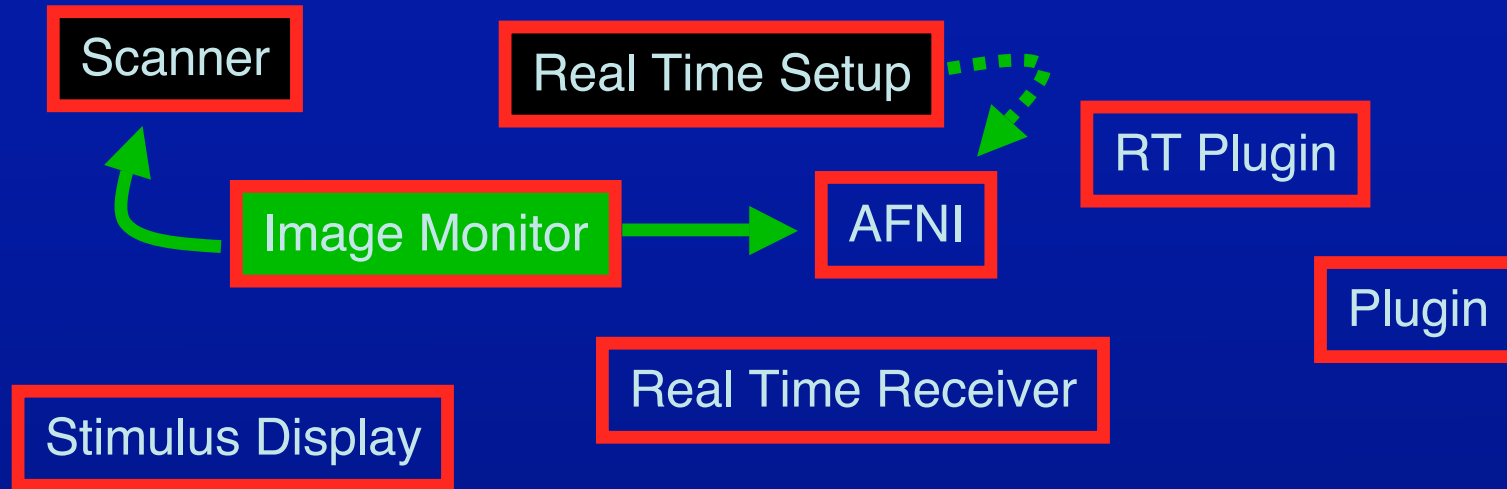 Scanner
Real Time Setup
RT Plugin
Image Monitor
AFNI
Plugin
Real Time Receiver
Stimulus Display